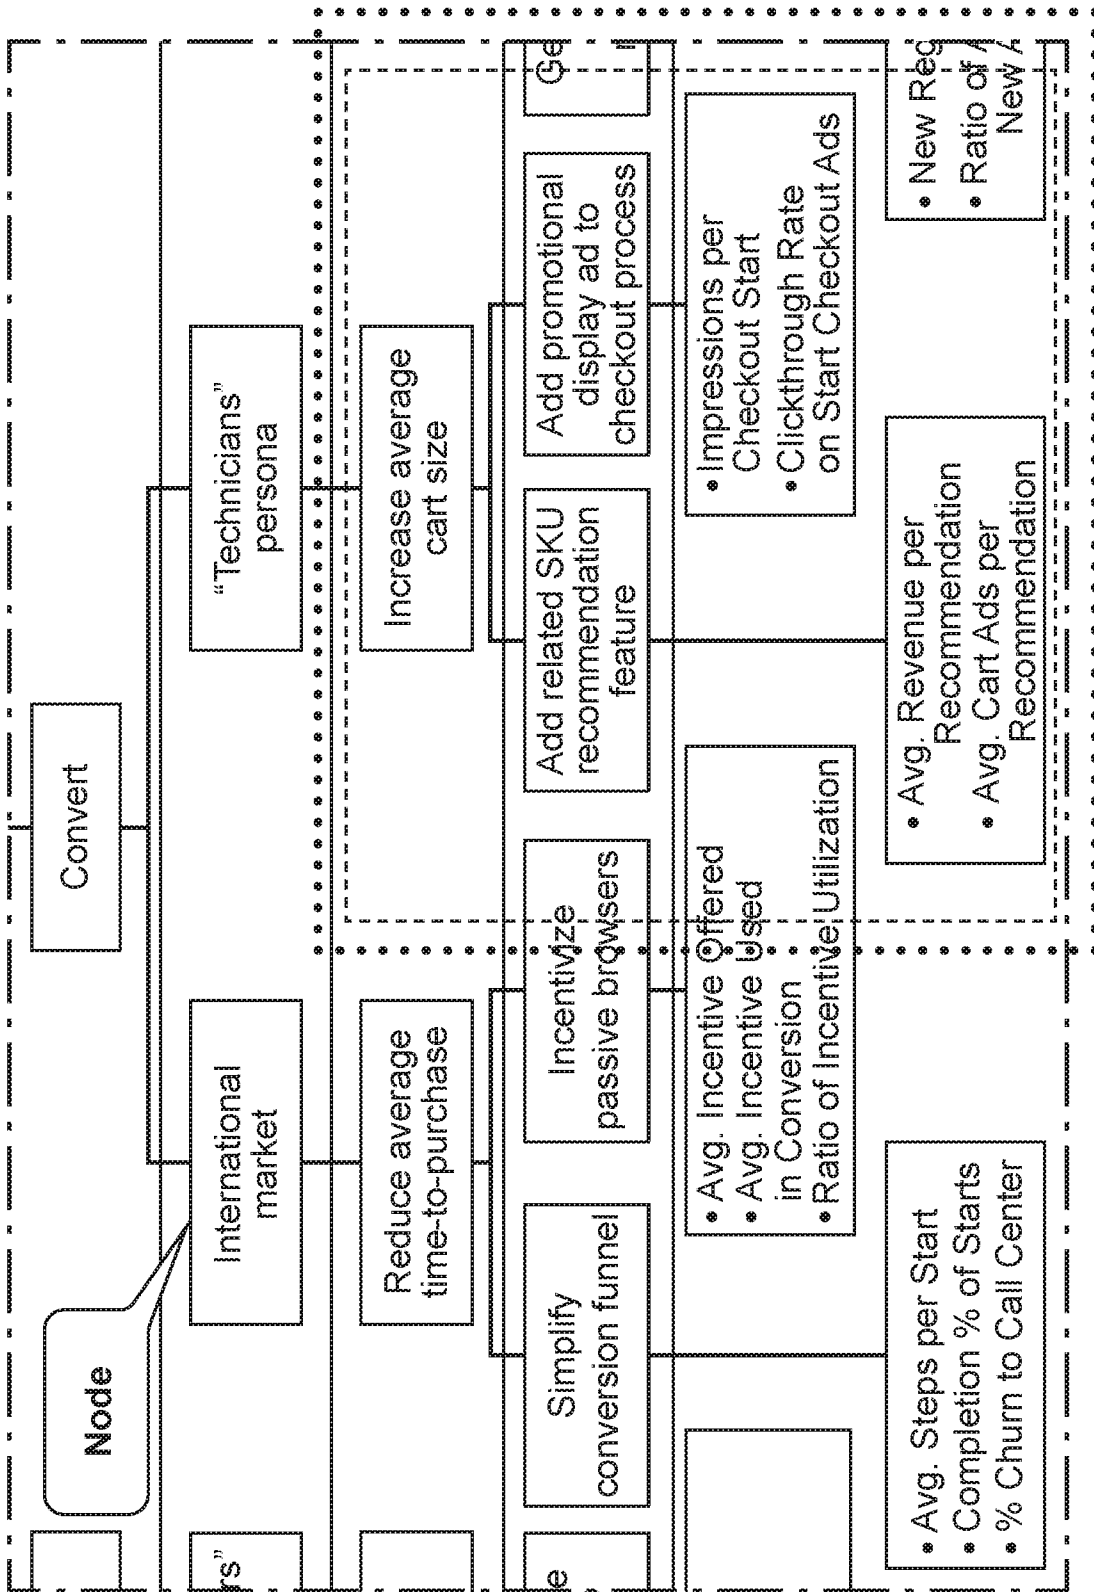 Node
Convert
rs”
International
market
“Technicians”
persona
Reduce average
time-to-purchase
Increase average
cart size
e
Simplify
conversion funnel
Incentivize
passive browsers
Add related SKU
recommendation
feature
Add promotional
display ad to
checkout process
Ge
• Avg. Incentive Offered
• Avg. Incentive Used
in Conversion
• Ratio of Incentive Utilization
• Impressions per
Checkout Start
• Clickthrough Rate
on Start Checkout Ads
• Avg. Steps per Start
• Completion % of Starts
• % Churn to Call Center
• Avg. Revenue per
Recommendation
• Avg. Cart Ads per
Recommendation
• New Reg
• Ratio of A
New A